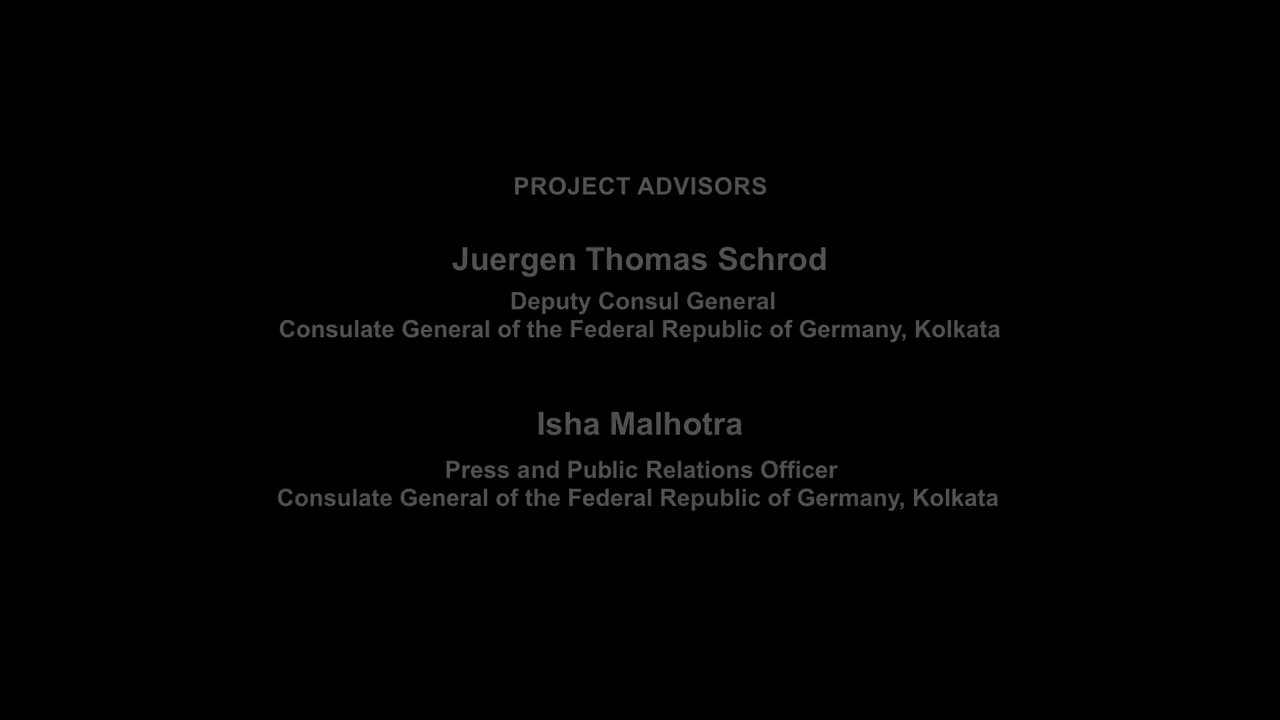 PROJECT ADVISORS
Juergen Thomas Schrod
Deputy Consul General
Consulate General of the Federal Republic of Germany, Kolkata
Isha Malhotra
Press and Public Relations Officer
Consulate General of the Federal Republic of Germany, Kolkata